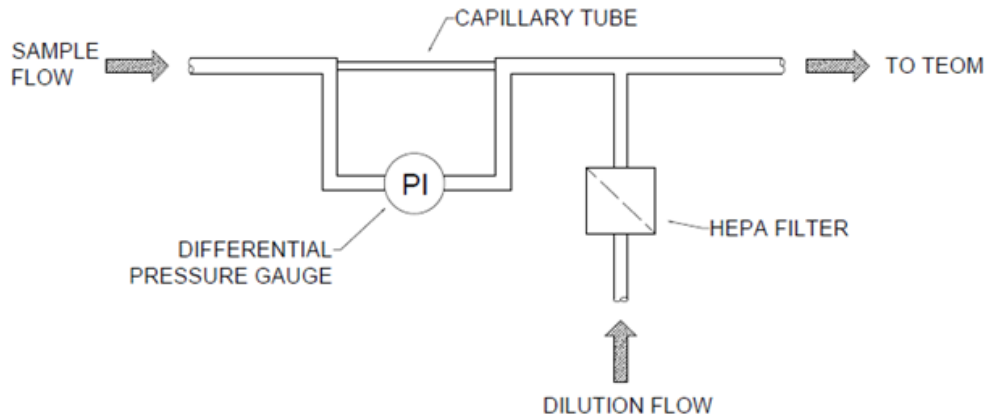 CAPILLARY TUBE
SAMPLE
FLOW
TO TEOM
PI
HEPA FILTER
DIFFERENTIAL
PRESSURE GAUGE
DILUTION FLOW